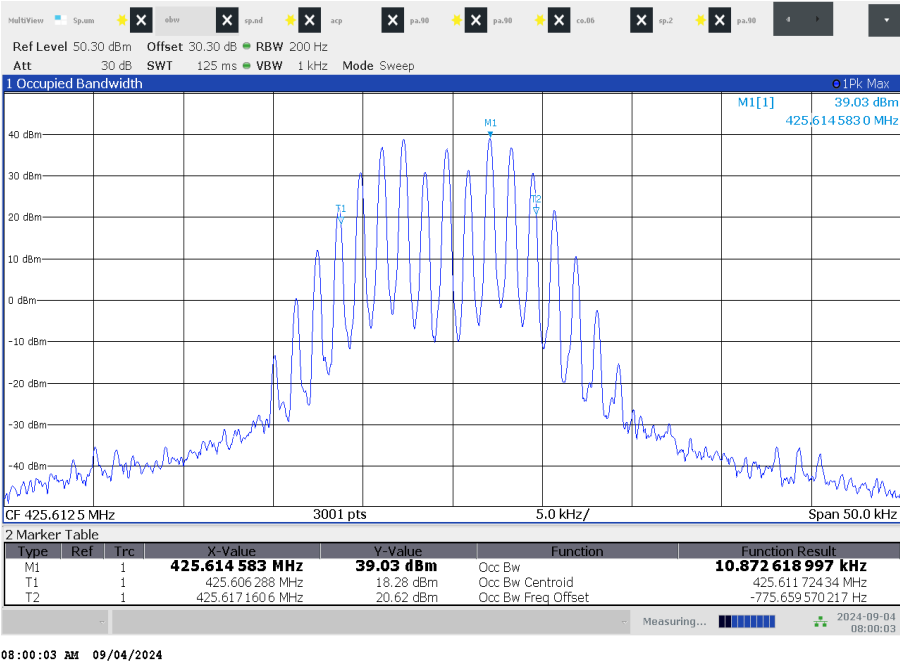 MultiView Sp.um obw sp.nd acp pa.90 pa.90 co.06 sp.2 pa.90
Ref Level 50.30 dBm Offset 30.30 dB RBW 200 Hz
Att 30 dB SWT 125 ms VBW 1 kHz Mode Sweep
1 Occupied Bandwidth 1Pk Max
M1[1] 39.03 dBm
425.614 583 0 MHz
M1
40 dBm
30 dBm
T1
T2
20 dBm
10 dBm
0 dBm
-10 dBm
-20 dBm
-30 dBm
-40 dBm
CF 425.612 5 MHz 3001 pts 5.0 kHz/ Span 50.0 kHz
2 Marker Table
Type Ref Trc X-Value Y-Value Function Function Result
M1 1 425.614 583 MHz 39.03 dBm Occ Bw 10.872 618 997 kHz
T1 1 425.606 288 MHz 18.28 dBm Occ Bw Centroid 425.611 724 34 MHz
T2 1 425.617 160 6 MHz 20.62 dBm Occ Bw Freq Offset -775.659 570 217 Hz
Measuring... 2024-09-04
08:00:03
08:00:03 AM 09/04/2024